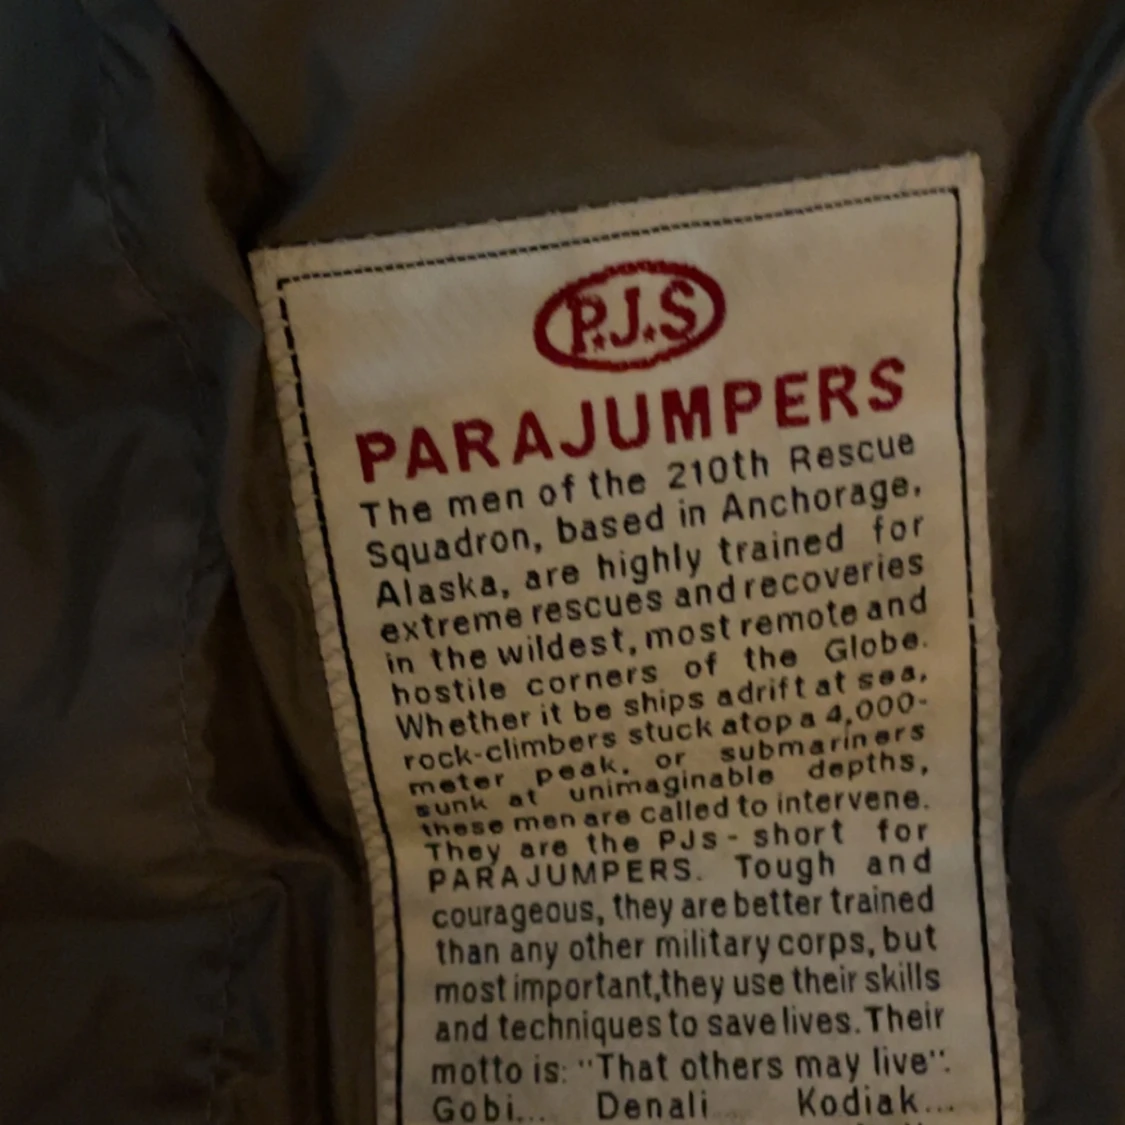 P.J.S
PARAJUMPERS
The men of the 210th Rescue
Squadron, based in Anchorage,
Alaska, are highly trained for
extreme rescues and recoveries
in the wildest, most remote and
hostile corners of the Globe.
Whether it be ships adrift at sea,
rock-climbers stuck atop a 4,000-
meter peak, or submariners
sunk at unimaginable depths,
these men are called to intervene.
They are the PJs - short for
PARAJUMPERS. Tough and
courageous, they are better trained
than any other military corps, but
most important,they use their skills
and techniques to save lives. Their
motto is: "That others may live":
Gobi... Denali Kodiak...